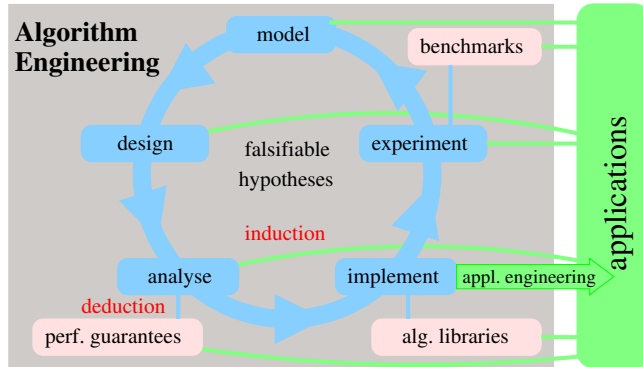 Algorithm
Engineering
model
benchmarks
design
experiment
falsifiable
hypotheses
applications
induction
analyse
implement
appl. engineering
deduction
perf. guarantees
alg. libraries